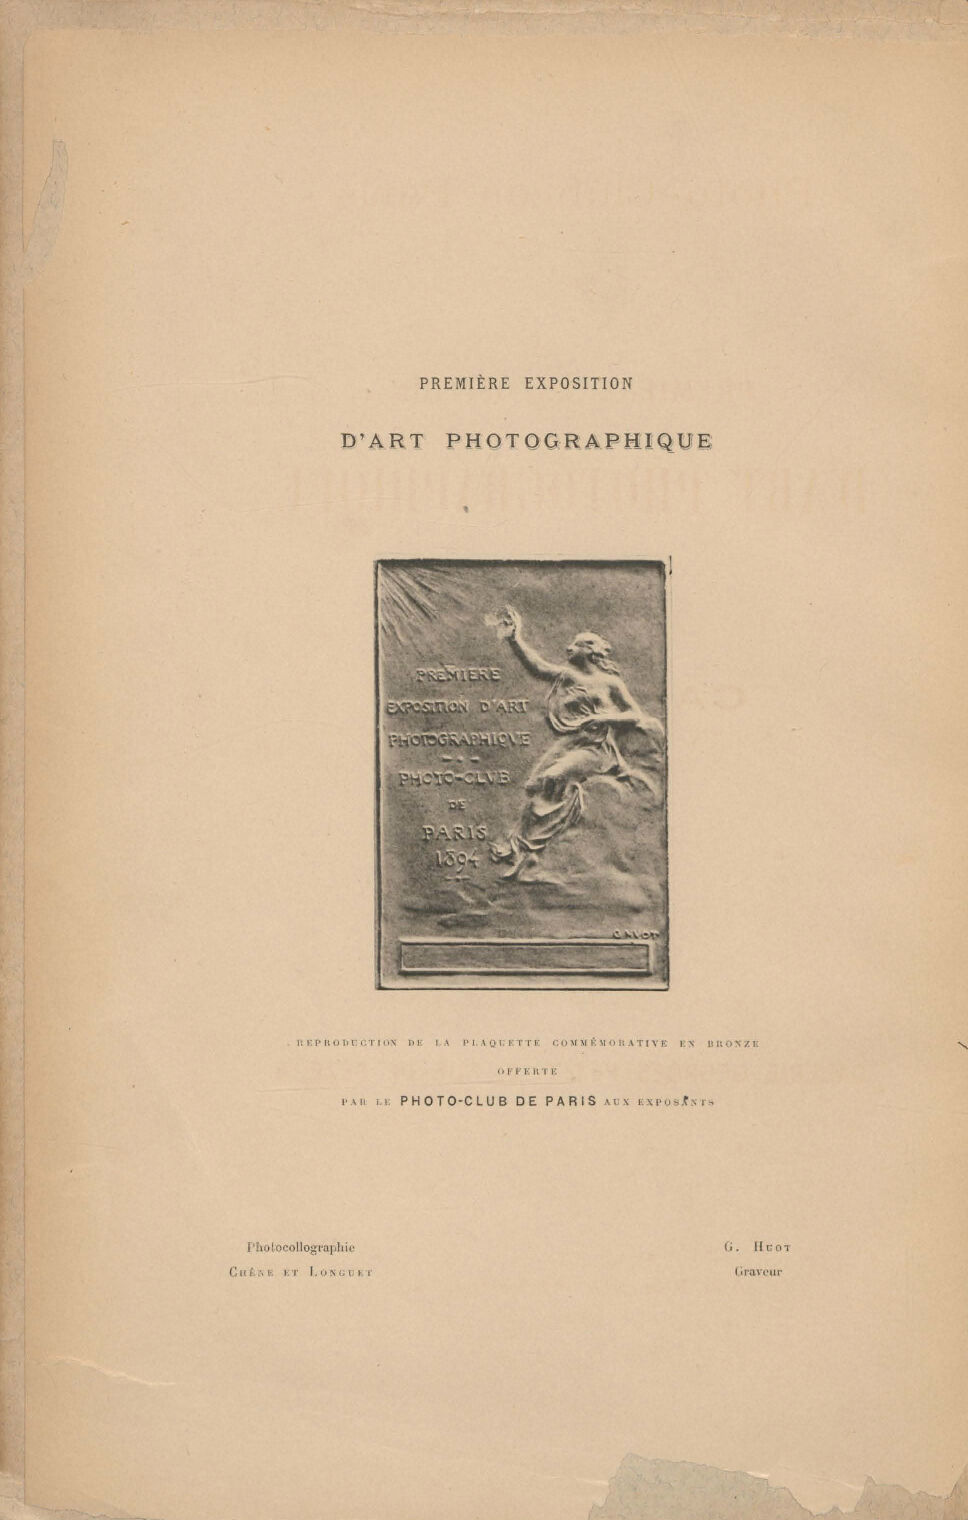 PREMIÈRE EXPOSITION
D'ART PHOTOGRAPHIQUE
PREMIERE
EXPOSITION D'ART
PHOTOGRAPHIQVE
PHOTO-CLVB
DE
PARIS
1894
G HVOT
REPRODUCTION DE LA PLAQUETTE COMMÉMORATIVE EN BRONZE
OFFERTE
PAR LE PHOTO-CLUB DE PARIS AUX EXPOSANTS
Photocollographie
CHÊNE ET LONGUET
G. HUOT
Graveur